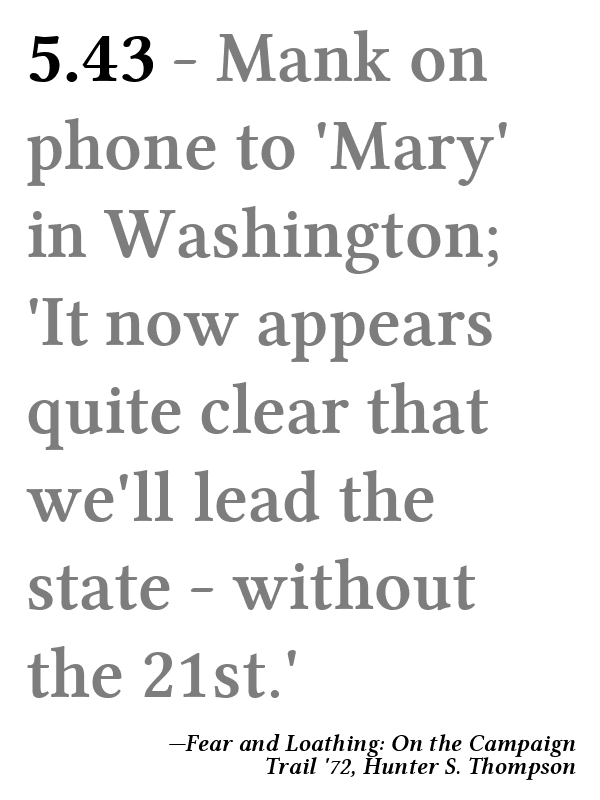 5.43 – Mank on
phone to 'Mary'
in Washington;
'It now appears
quite clear that
we'll lead the
state – without
the 21st.'
—Fear and Loathing: On the Campaign
Trail '72, Hunter S. Thompson